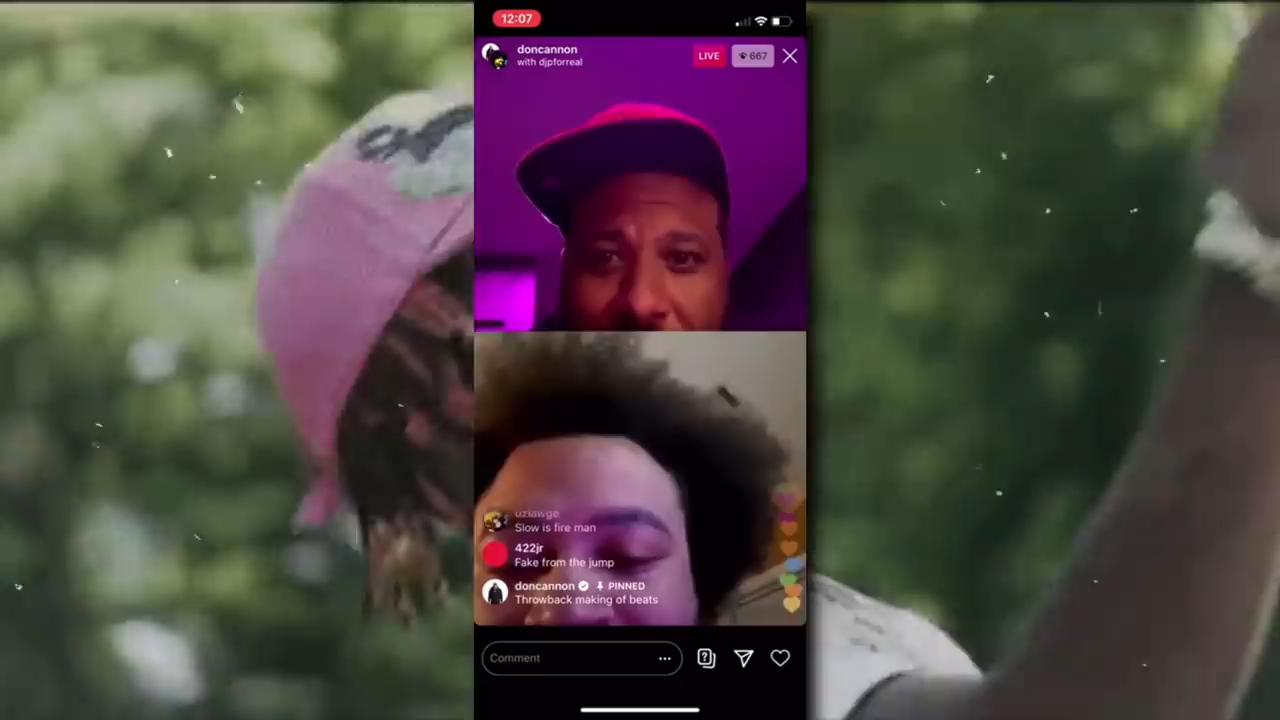 12:07
doncannon
with djpforreal
LIVE
667
uzlawge
Slow is fire man
422jr
Fake from the jump
doncannon PINNED
Throwback making of beats
Comment